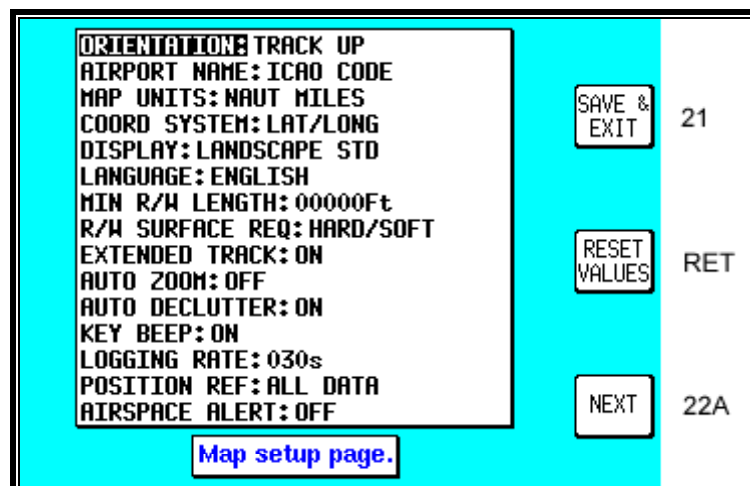 ORIENTATION: TRACK UP
AIRPORT NAME: ICAO CODE
MAP UNITS: NAUT MILES
COORD SYSTEM: LAT/LONG
DISPLAY: LANDSCAPE STD
LANGUAGE: ENGLISH
MIN R/W LENGTH: 00000Ft
R/W SURFACE REQ: HARD/SOFT
EXTENDED TRACK: ON
AUTO ZOOM: OFF
AUTO DECLUTTER: ON
KEY BEEP: ON
LOGGING RATE: 030s
POSITION REF: ALL DATA
AIRSPACE ALERT: OFF
Map setup page.
SAVE &
EXIT
21
RESET
VALUES
RET
NEXT
22A